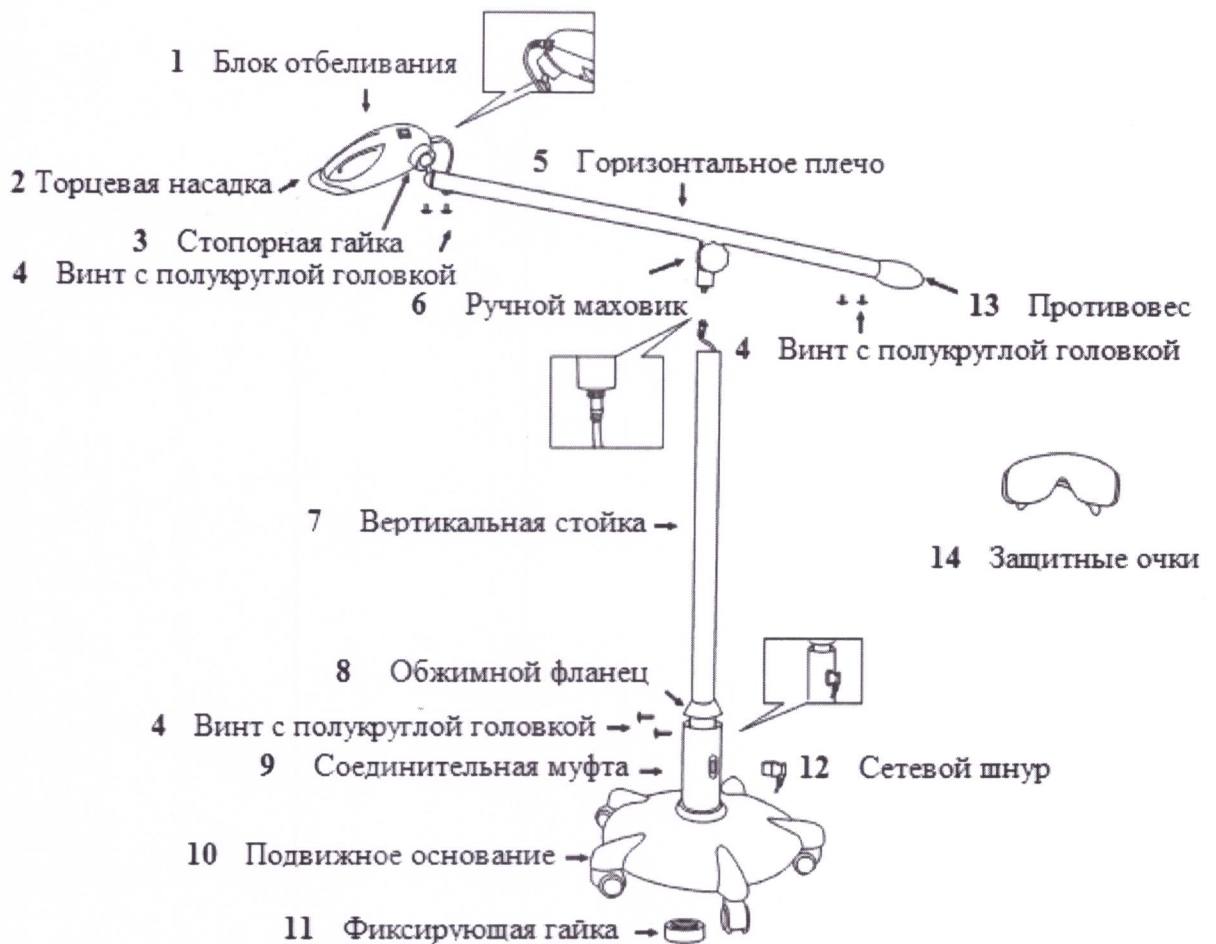 1 Блок отбеливания
5 Горизонтальное плечо
2 Торцевая насадка
3 Стопорная гайка
4 Винт с полукруглой головкой
6 Ручной маховик
13 Противовес
4 Винт с полукруглой головкой
7 Вертикальная стойка
14 Защитные очки
8 Обжимной фланец
4 Винт с полукруглой головкой
9 Соединительная муфта
12 Сетевой шнур
10 Подвижное основание
11 Фиксирующая гайка